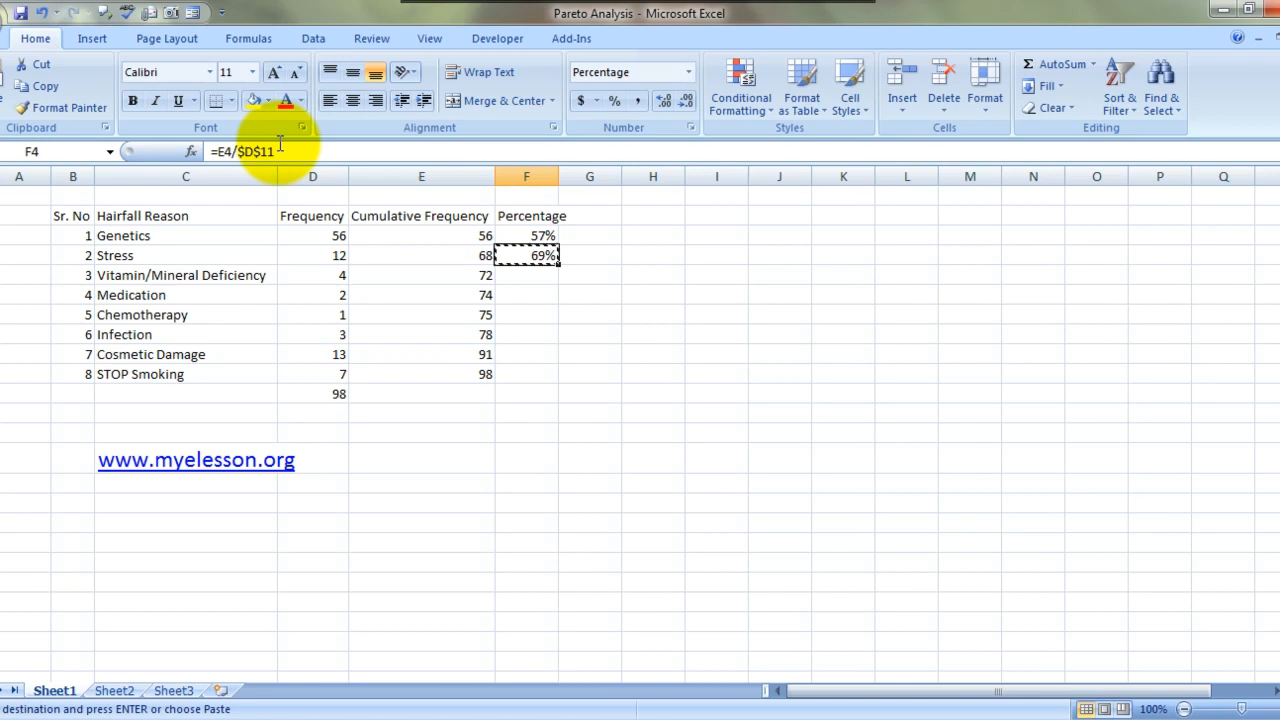 Pareto Analysis - Microsoft Excel
Home Insert Page Layout Formulas Data Review View Developer Add-Ins
Cut
Copy
Format Painter
Clipboard
Calibri 11
B I U A
Font
Wrap Text
Merge & Center
Alignment
Percentage
$ % ,
Number
Conditional Formatting
Format as Table
Cell Styles
Styles
Insert
Delete
Format
Cells
Σ AutoSum
Fill
Clear
Sort & Filter
Find & Select
Editing
F4 fx =E4/$D$11
A B C D E F G H I J K L M N O P Q
Sr. No Hairfall Reason Frequency Cumulative Frequency Percentage
1 Genetics 56 56 57%
2 Stress 12 68 69%
3 Vitamin/Mineral Deficiency 4 72
4 Medication 2 74
5 Chemotherapy 1 75
6 Infection 3 78
7 Cosmetic Damage 13 91
8 STOP Smoking 7 98
98
www.myelesson.org
Sheet1 Sheet2 Sheet3
destination and press ENTER or choose Paste 100%